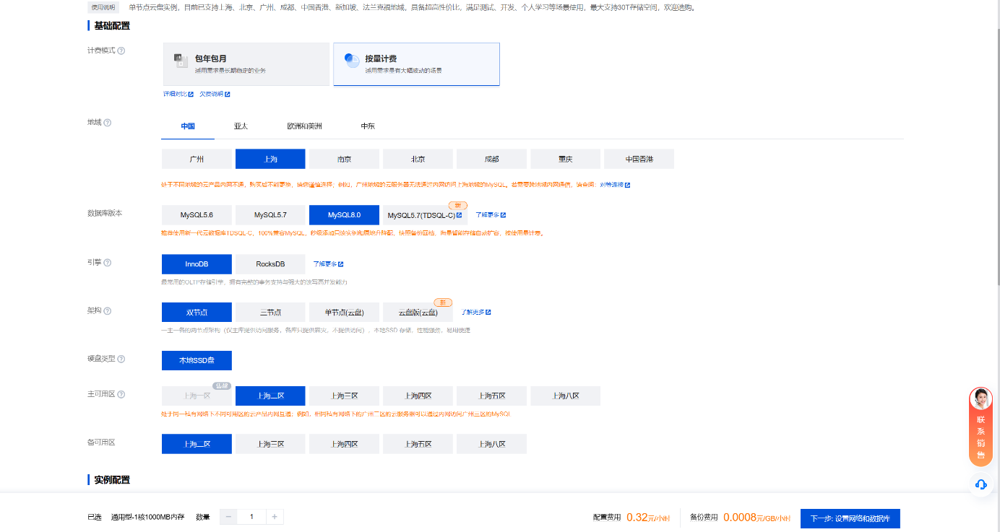 使用说明 单节点云盘实例，目前已支持上海、北京、广州、成都、中国香港、新加坡、法兰克福地域，具备超高性价比，满足测试、开发、个人学习等场景使用，最大支持30T存储空间，欢迎选购。
基础配置
计费模式 包年包月 按量计费
适用需求量长期稳定的业务 适用需求量有大幅波动的场景
详细对比 欠费说明
地域 中国 亚太 欧洲和美洲 中东
广州 上海 南京 北京 成都 重庆 中国香港
处于不同地域的云产品内网不通，购买后不能更换，请您谨慎选择；例如，广州地域的云服务器无法通过内网访问上海地域的MySQL。若需要跨地域内网通信，请查阅：对等连接
新
数据库版本 MySQL5.6 MySQL5.7 MySQL8.0 MySQL5.7(TDSQL-C) 了解更多
推荐使用新一代云数据库TDSQL-C，100%兼容MySQL，秒级添加只读实例和原地升降配，快照备份回档，海量智能存储自动扩容，按使用量计费。
引擎 InnoDB RocksDB 了解更多
最常用的OLTP存储引擎，拥有完整的事务支持与强大的读写高并发能力
新
架构 双节点 三节点 单节点(云盘) 云盘版(云盘) 了解更多
一主一备的两节点架构（仅主库提供访问服务，备库只提供容灾，不提供访问），本地SSD 存储，性能强劲，易用便捷
硬盘类型 本地SSD盘
售罄
主可用区 上海一区 上海二区 上海三区 上海四区 上海五区 上海八区
处于同一私有网络下不同可用区的云产品内网互通；例如，相同私有网络下的广州二区的云服务器可以通过内网访问广州三区的MySQL
备可用区 上海二区 上海三区 上海四区 上海五区 上海八区
联系销售
实例配置
已选 通用型-1核1000MB内存 数量 − 1 + 配置费用 0.32元/小时 备份费用 0.0008元/GB/小时 下一步: 设置网络和数据库